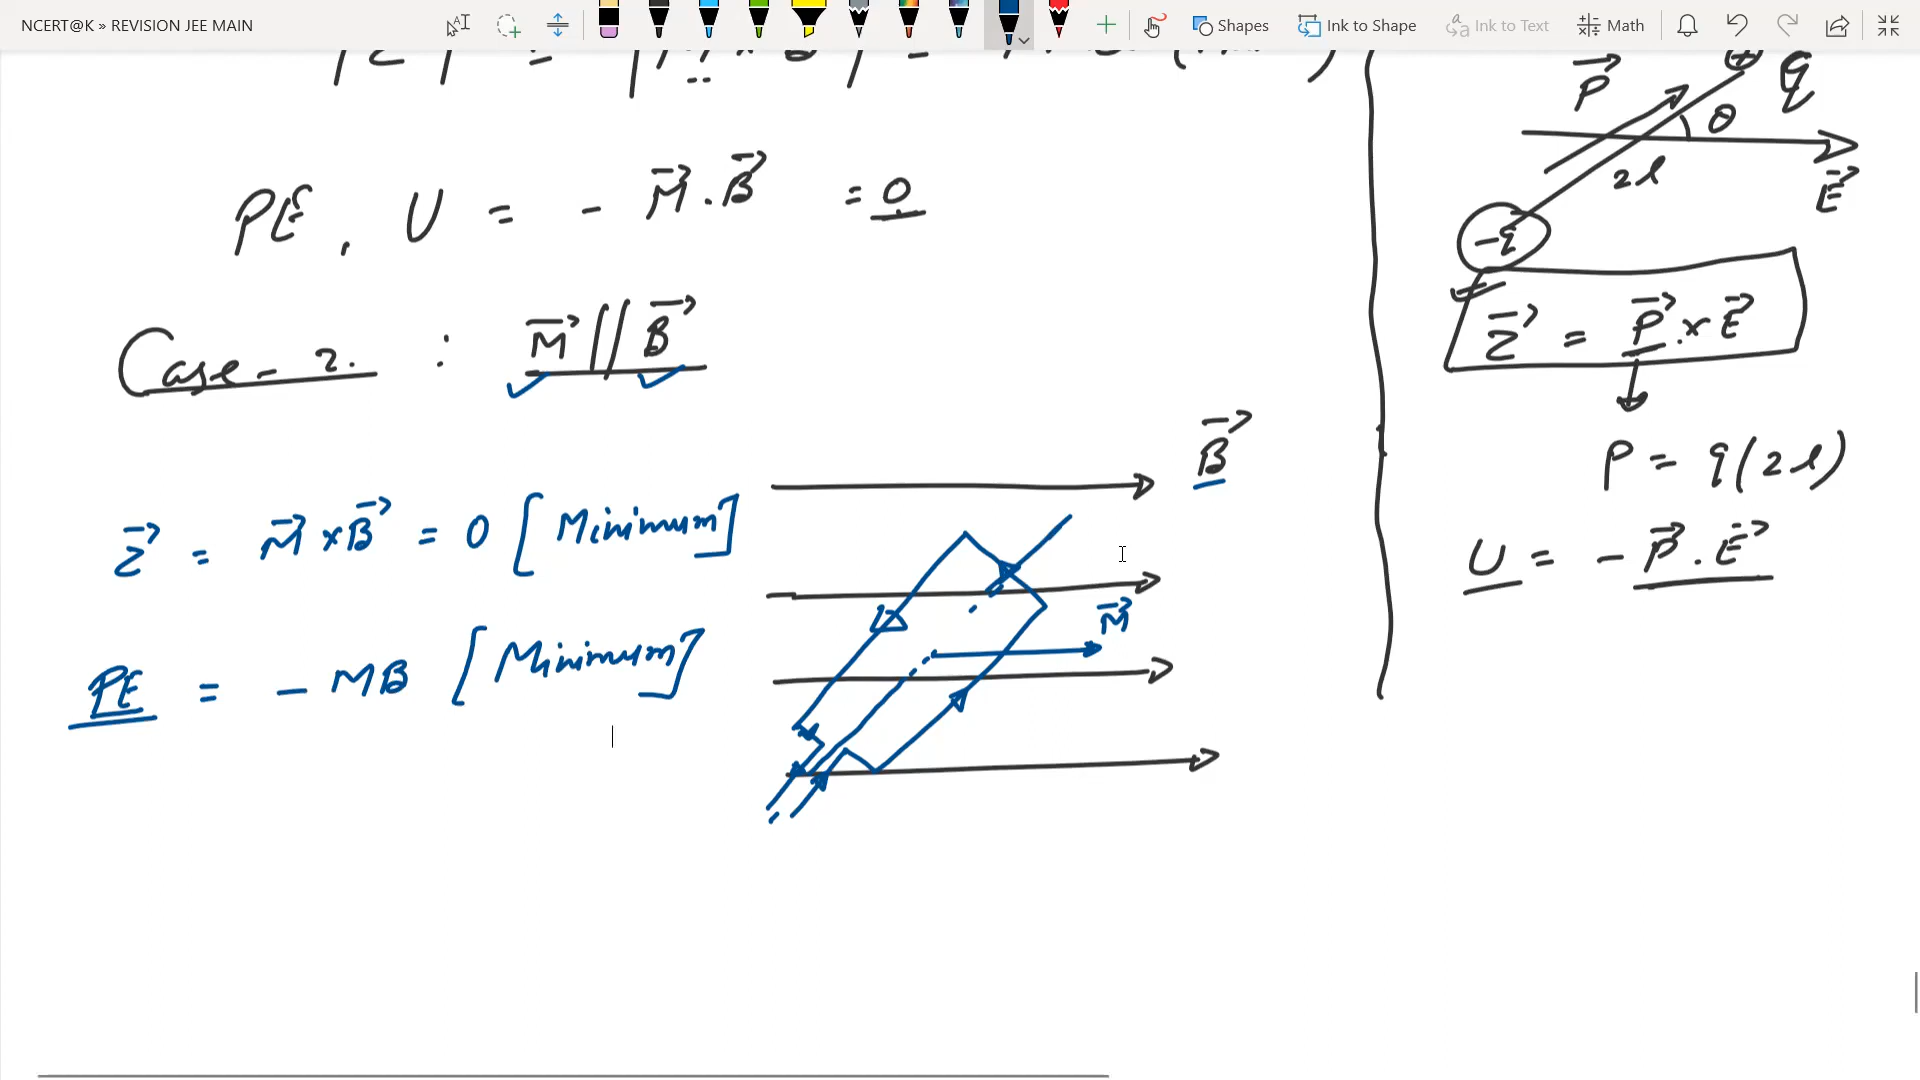 NCERT@K » REVISION JEE MAIN
Shapes
Ink to Shape
Ink to Text
Math
PE, U = - M⃗ . B⃗ = 0
Case - 2. : M⃗ || B⃗
B⃗
τ⃗ = M⃗ × B⃗ = 0 [Minimum]
M⃗
PE = - MB [Minimum]
P⃗
q
θ
2l
E⃗
-q
τ⃗ = P⃗ × E⃗
P = q(2l)
U = - P⃗ . E⃗